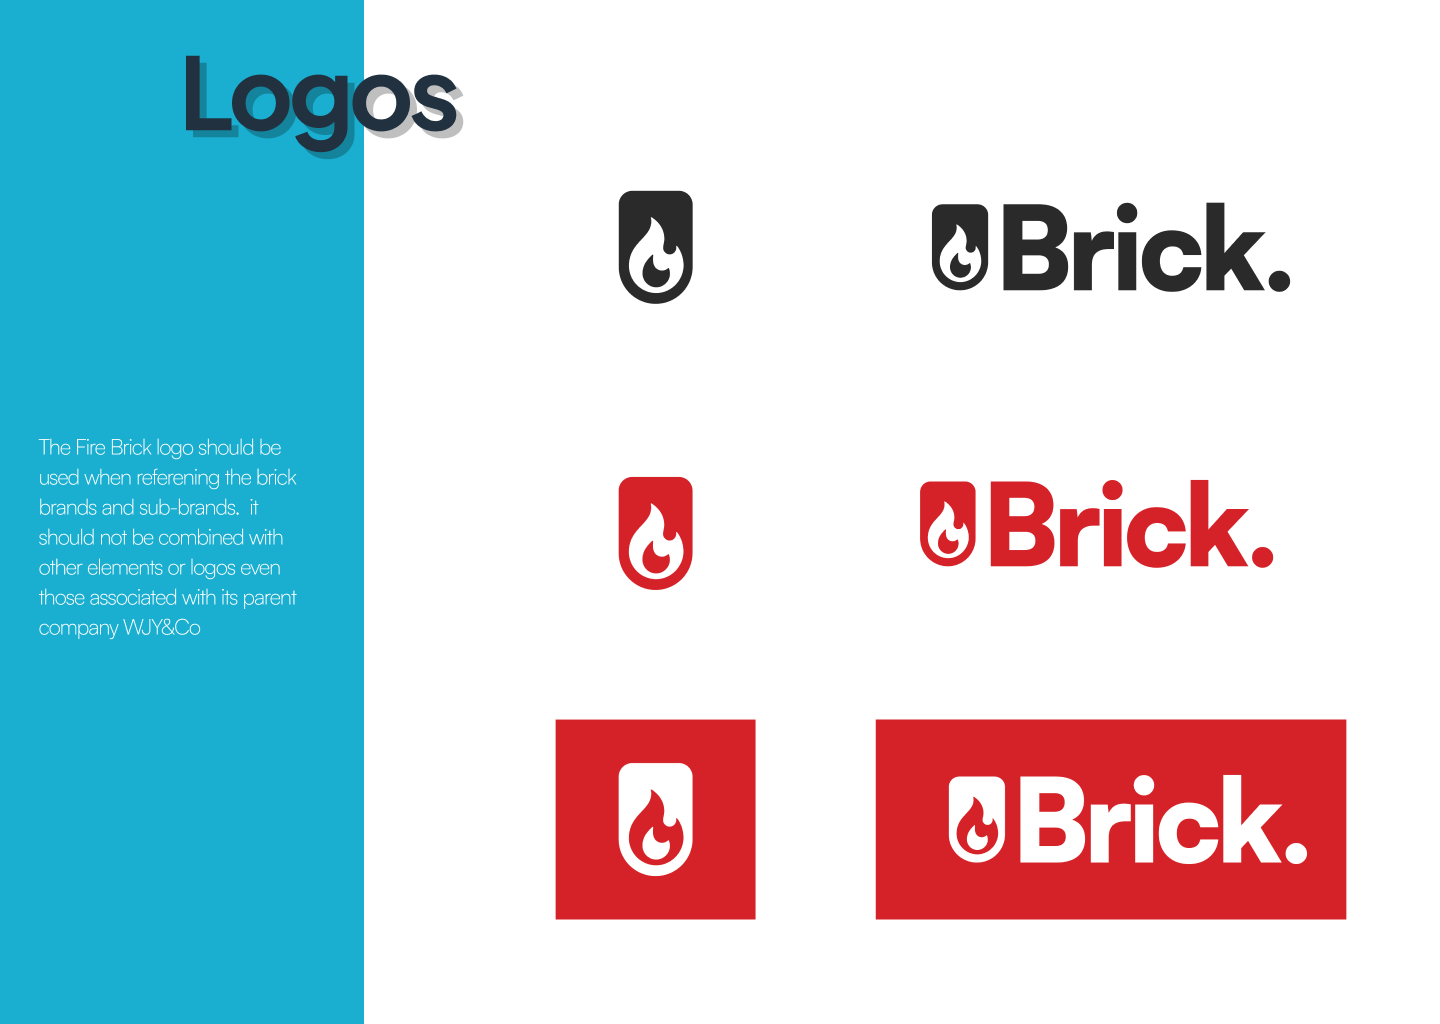 Logos
The Fire Brick logo should be
used when referening the brick
brands and sub-brands.  it
should not be combined with
other elements or logos even
those associated with its parent
company WJY&Co
Brick.
Brick.
Brick.